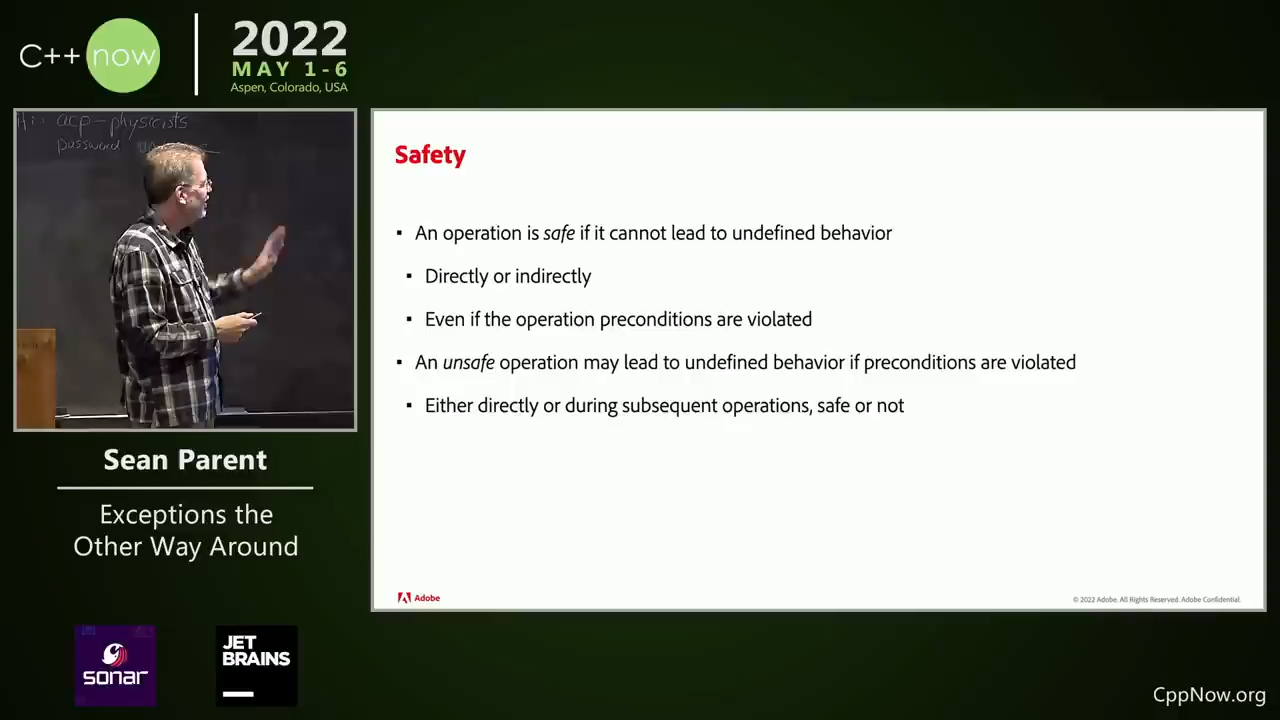 C++ now
2022
MAY 1-6
Aspen, Colorado, USA
acp-physicists
password
Sean Parent
Exceptions the
Other Way Around
sonar
JET
BRAINS
Safety
▪ An operation is safe if it cannot lead to undefined behavior
▪ Directly or indirectly
▪ Even if the operation preconditions are violated
▪ An unsafe operation may lead to undefined behavior if preconditions are violated
▪ Either directly or during subsequent operations, safe or not
Adobe
© 2022 Adobe. All Rights Reserved. Adobe Confidential.
CppNow.org